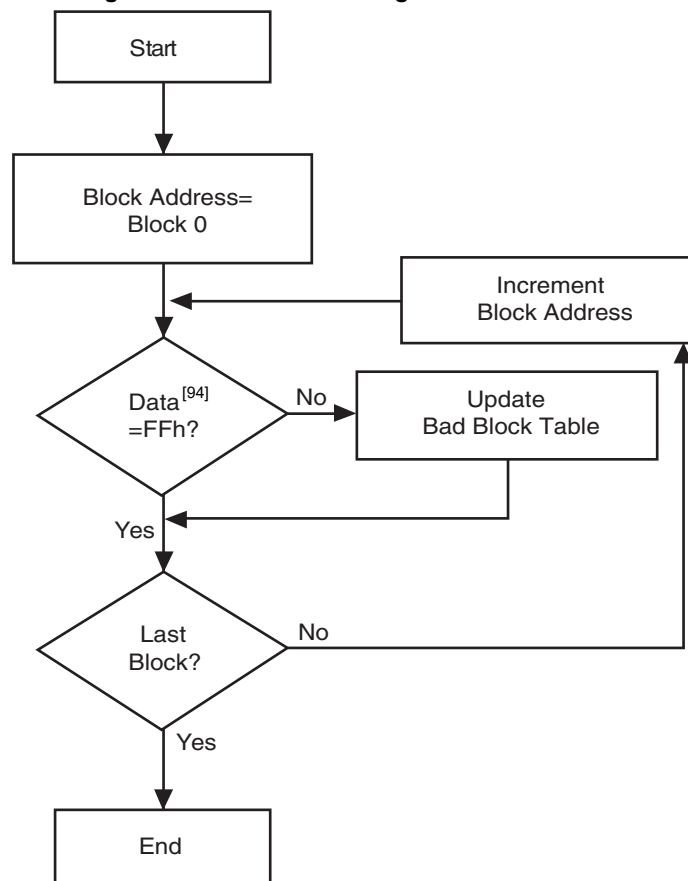 Start
Block Address=
Block 0
Increment
Block Address
Data[94]
=FFh?
No
Update
Bad Block Table
Yes
Last
Block?
No
Yes
End